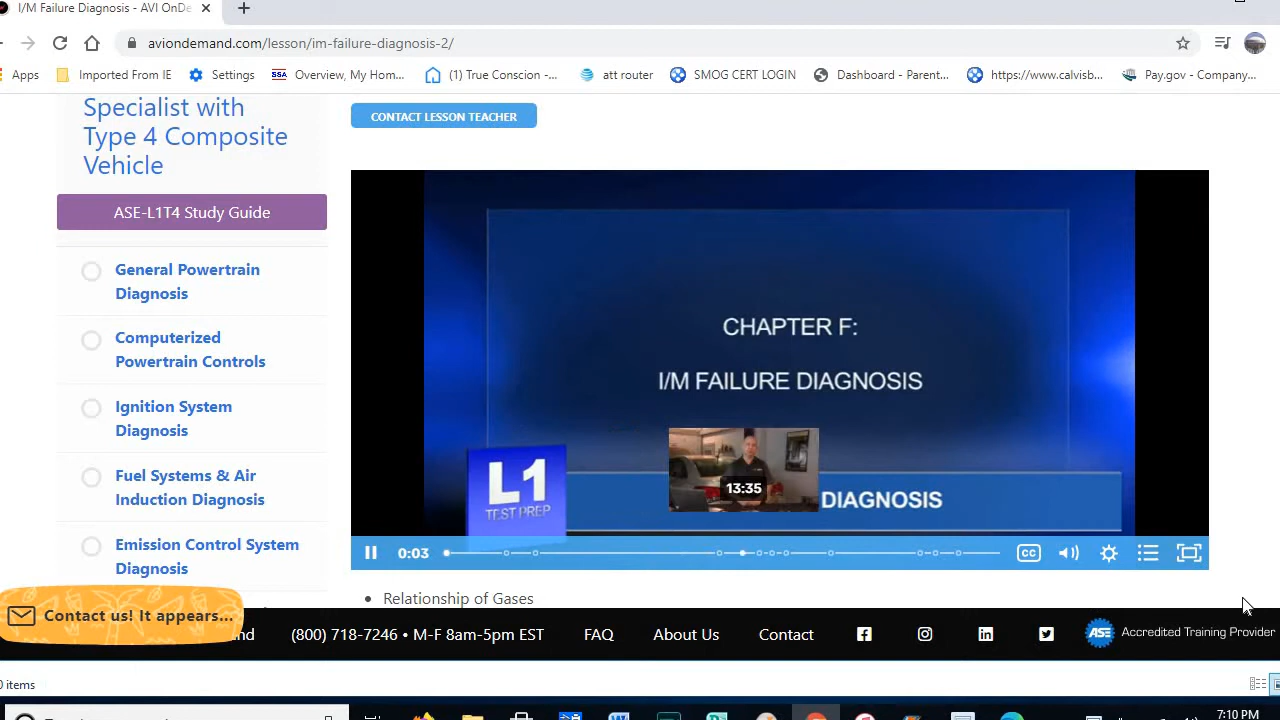 I/M Failure Diagnosis - AVI OnDe
aviondemand.com/lesson/im-failure-diagnosis-2/
Apps
Imported From IE
Settings
SSA
Overview, My Hom...
(1) True Conscion -...
att router
SMOG CERT LOGIN
Dashboard - Parent...
https://www.calvisb...
Pay.gov - Company...
Specialist with
Type 4 Composite
Vehicle
ASE-L1T4 Study Guide
General Powertrain
Diagnosis
Computerized
Powertrain Controls
Ignition System
Diagnosis
Fuel Systems & Air
Induction Diagnosis
Emission Control System
Diagnosis
CONTACT LESSON TEACHER
CHAPTER F:
I/M FAILURE DIAGNOSIS
L1
TEST PREP
13:35
DIAGNOSIS
0:03
CC
Relationship of Gases
Contact us! It appears...
nd
(800) 718-7246 • M-F 8am-5pm EST
FAQ
About Us
Contact
ASE
Accredited Training Provider
0 items
7:10 PM